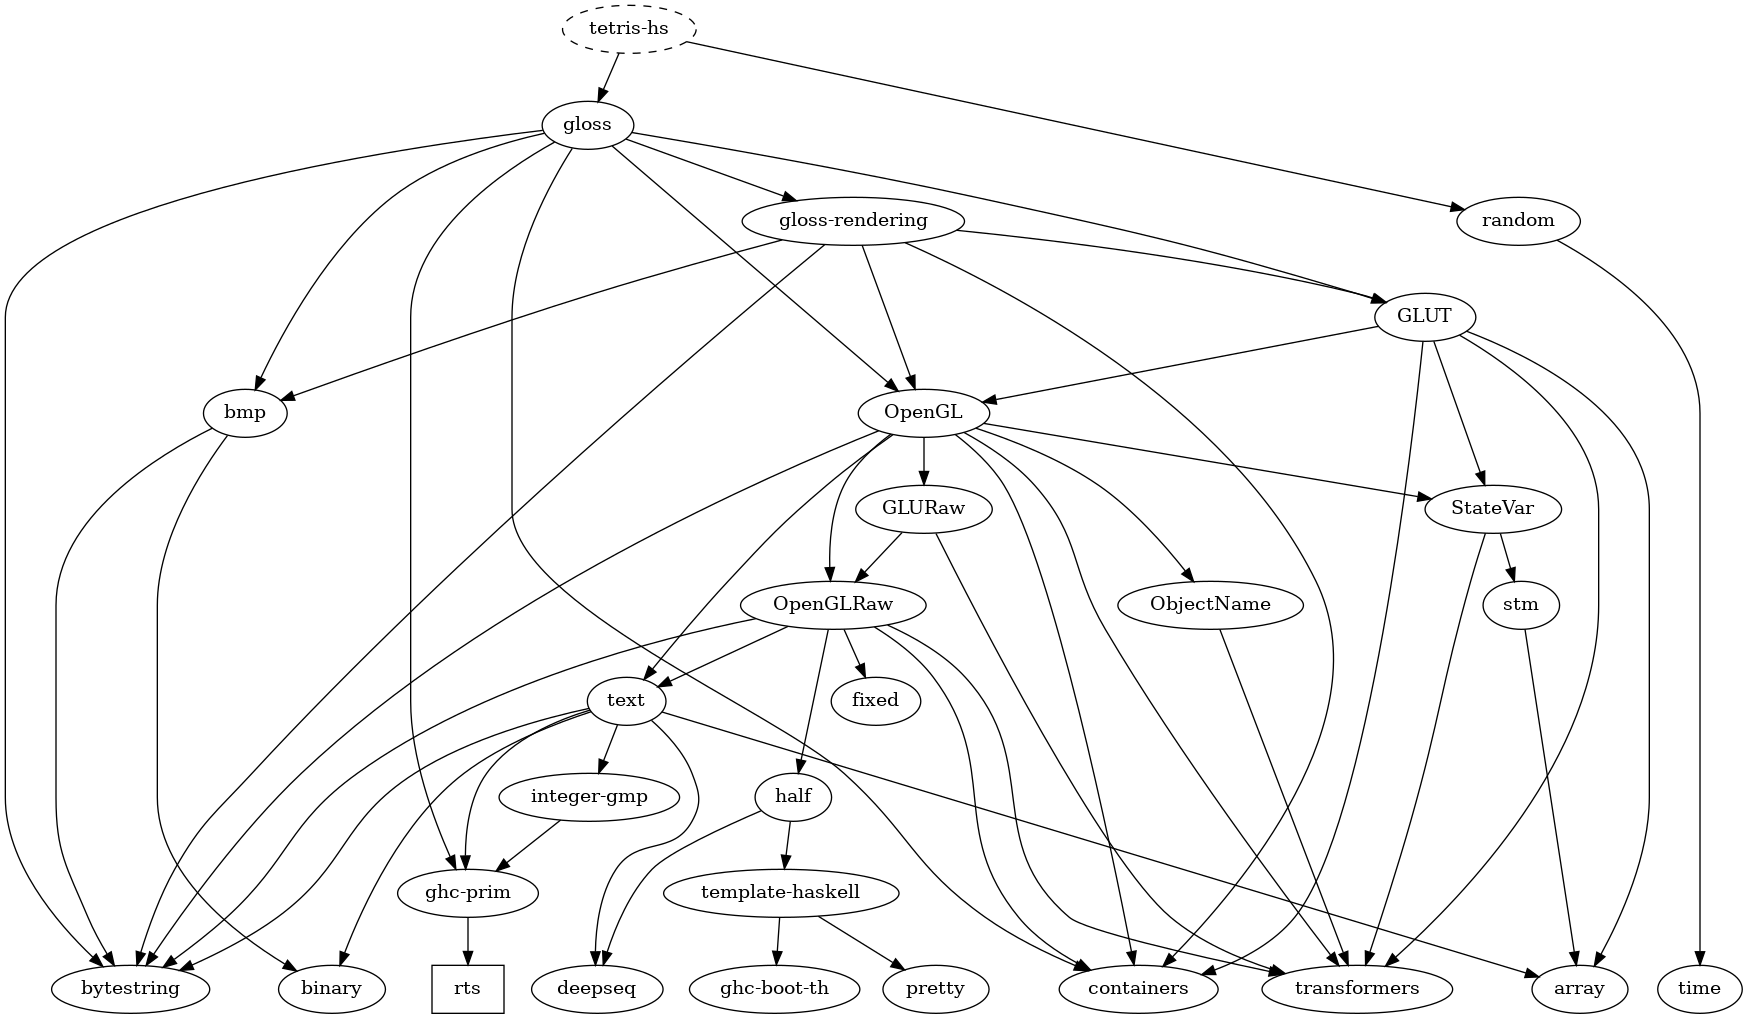 tetris-hs
gloss
gloss-rendering
random
GLUT
bmp
OpenGL
GLURaw
StateVar
OpenGLRaw
ObjectName
stm
text
fixed
integer-gmp
half
ghc-prim
template-haskell
bytestring
binary
rts
deepseq
ghc-boot-th
pretty
containers
transformers
array
time